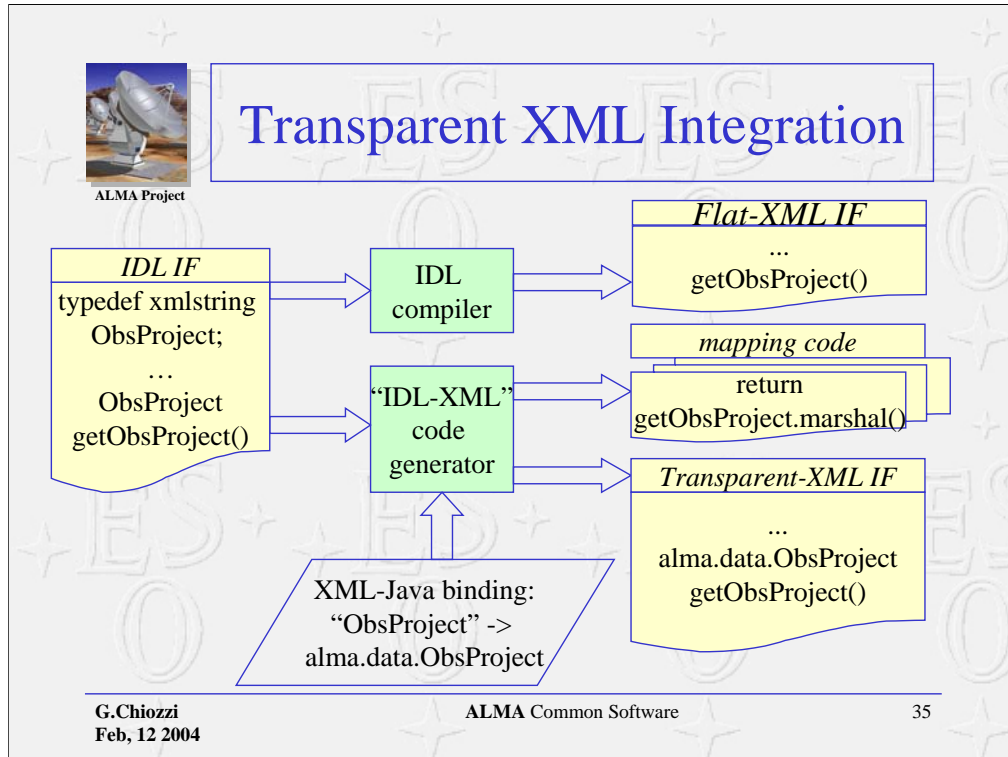 Transparent XML Integration
ALMA Project
IDL IF
typedef xmlstring
ObsProject;
…
ObsProject
getObsProject()
IDL
compiler
“IDL-XML”
code
generator
XML-Java binding:
“ObsProject” ->
alma.data.ObsProject
Flat-XML IF
...
getObsProject()
mapping code
return
getObsProject.marshal()
Transparent-XML IF
...
alma.data.ObsProject
getObsProject()
G.Chiozzi
Feb, 12 2004
ALMA Common Software
35